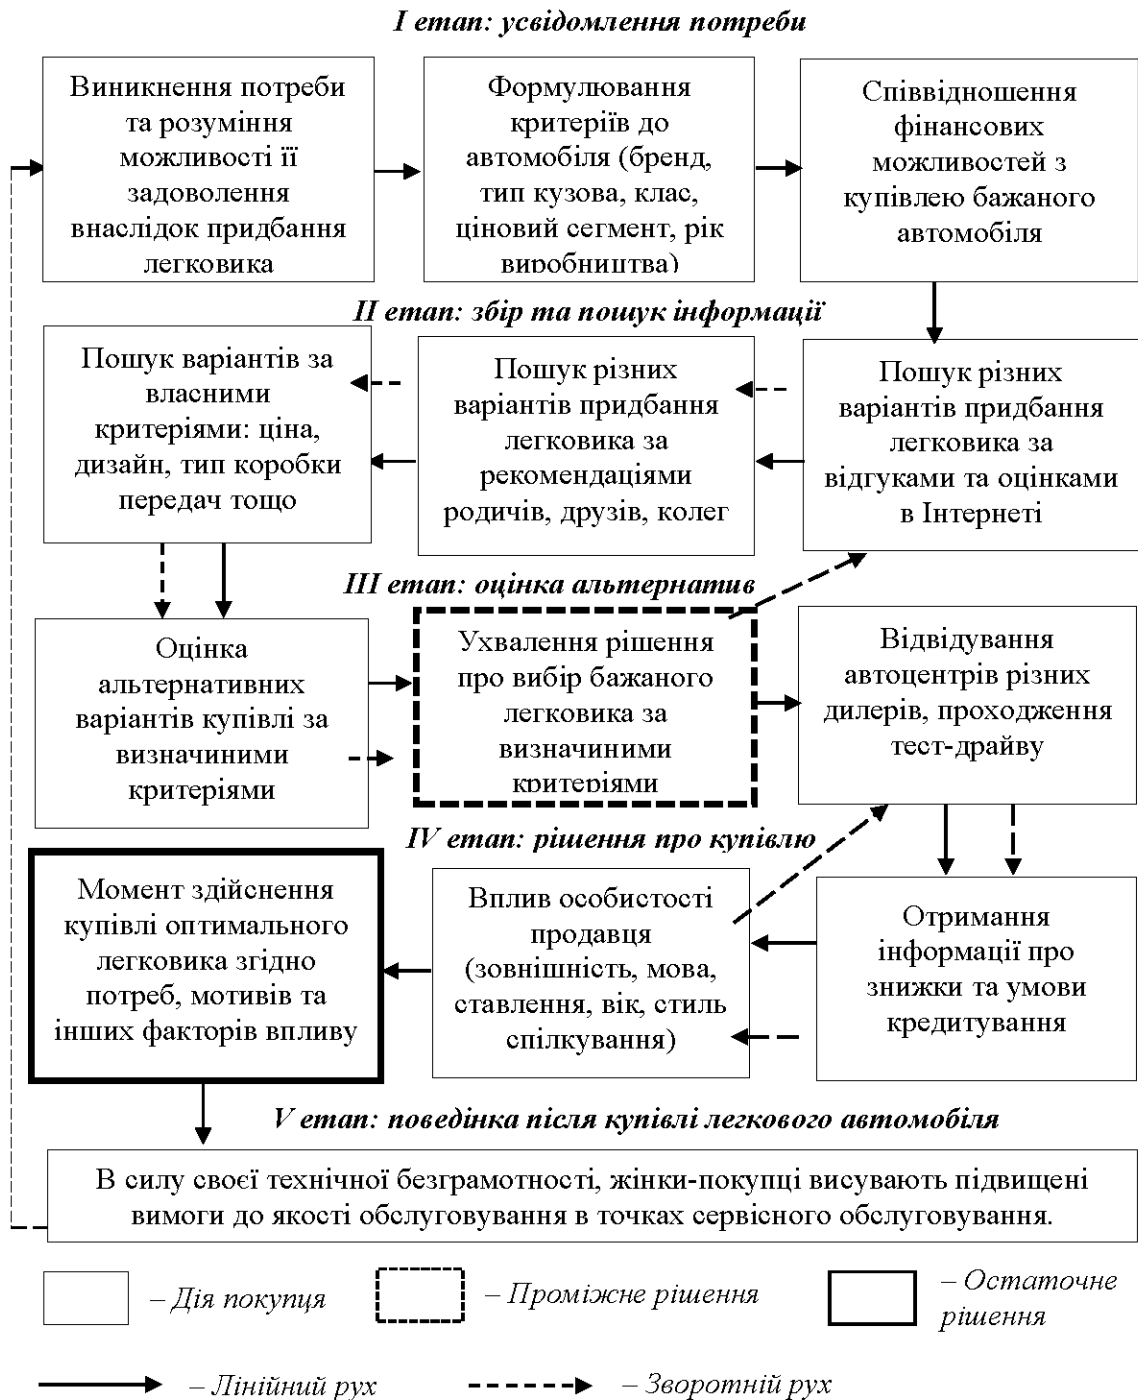 I етап: усвідомлення потреби
Виникнення потреби
та розуміння
можливості її
задоволення
внаслідок придбання
легковика
Формулювання
критеріїв до
автомобіля (бренд,
тип кузова, клас,
ціновий сегмент, рік
виробництва)
Співвідношення
фінансових
можливостей з
купівлею бажаного
автомобіля
II етап: збір та пошук інформації
Пошук варіантів за
власними
критеріями: ціна,
дизайн, тип коробки
передач тощо
Пошук різних
варіантів придбання
легковика за
рекомендаціями
родичів, друзів, колег
Пошук різних
варіантів придбання
легковика за
відгуками та оцінками
в Інтернеті
III етап: оцінка альтернатив
Оцінка
альтернативних
варіантів купівлі за
визначиними
критеріями
Ухвалення рішення
про вибір бажаного
легковика за
визначиними
критеріями
Відвідування
автоцентрів різних
дилерів, проходження
тест-драйву
IV етап: рішення про купівлю
Момент здійснення
купівлі оптимального
легковика згідно
потреб, мотивів та
інших факторів впливу
Вплив особистості
продавця
(зовнішність, мова,
ставлення, вік, стиль
спілкування)
Отримання
інформації про
знижки та умови
кредитування
V етап: поведінка після купівлі легкового автомобіля
В силу своєї технічної безграмотності, жінки-покупці висувають підвищені
вимоги до якості обслуговування в точках сервісного обслуговування.
– Дія покупця
– Проміжне рішення
– Остаточне
рішення
– Лінійний рух
– Зворотній рух